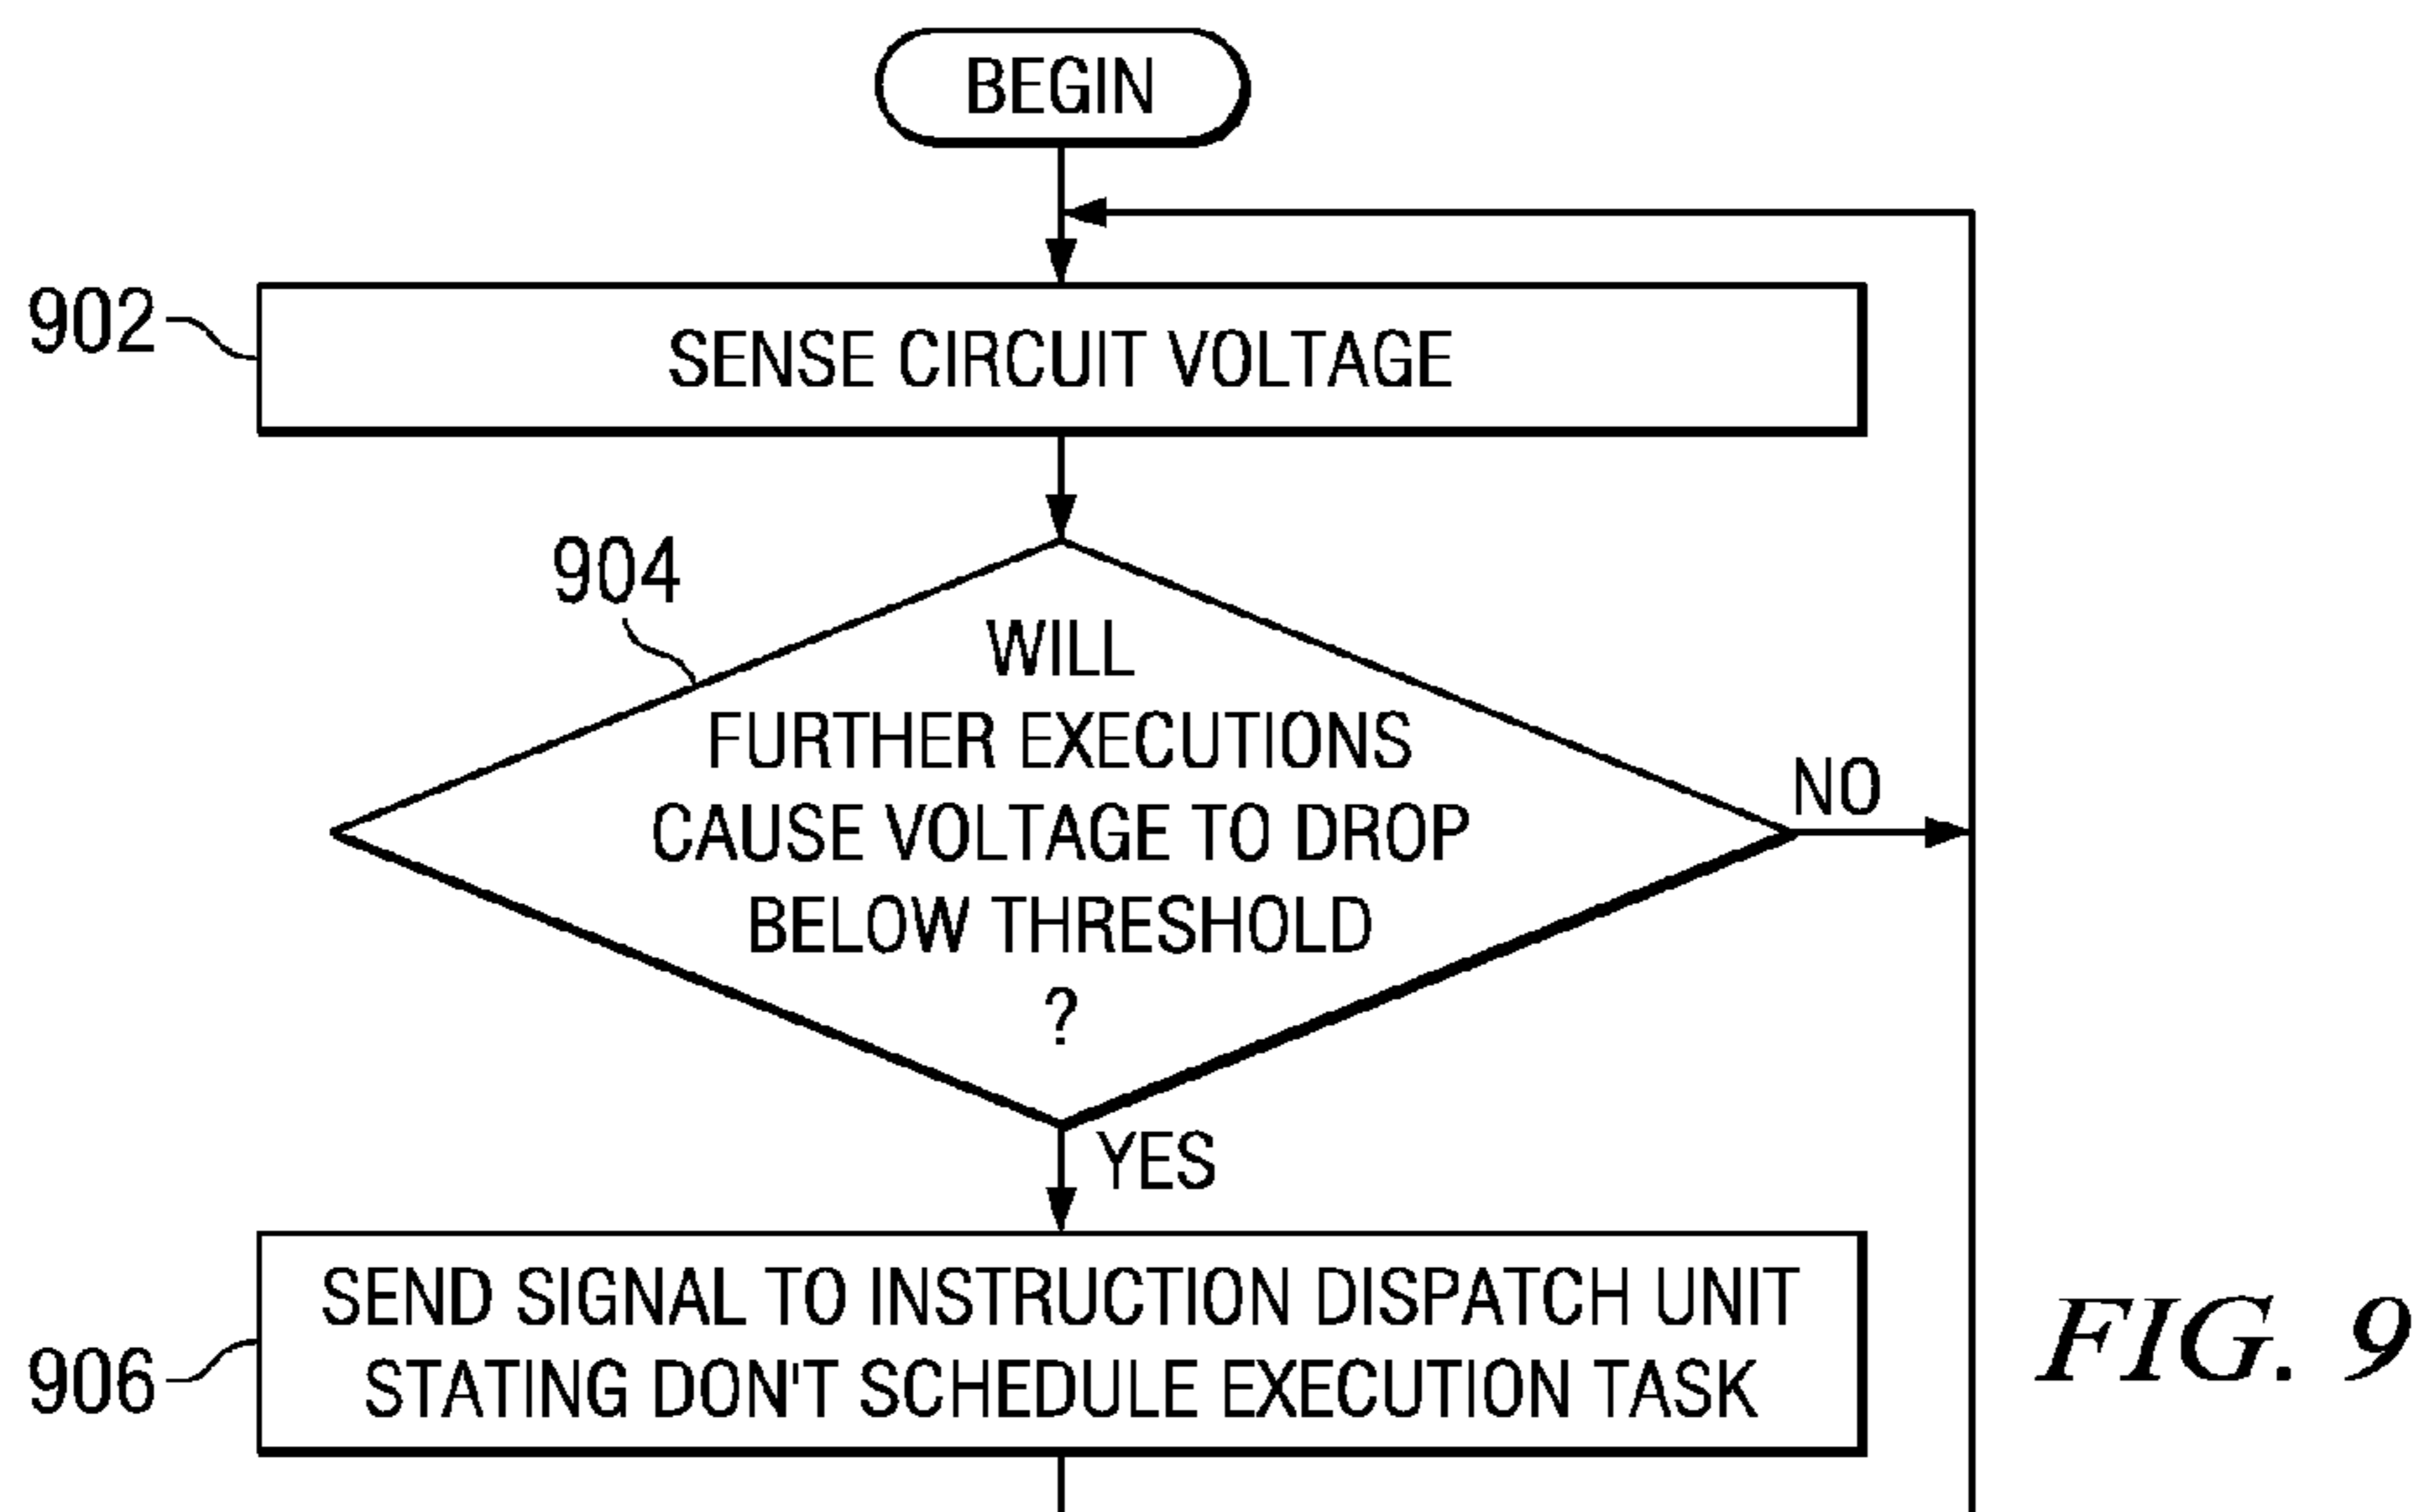 BEGIN
902
SENSE CIRCUIT VOLTAGE
904
WILL
FURTHER EXECUTIONS
CAUSE VOLTAGE TO DROP
BELOW THRESHOLD
?
NO
YES
906
SEND SIGNAL TO INSTRUCTION DISPATCH UNIT
STATING DON'T SCHEDULE EXECUTION TASK
FIG. 9